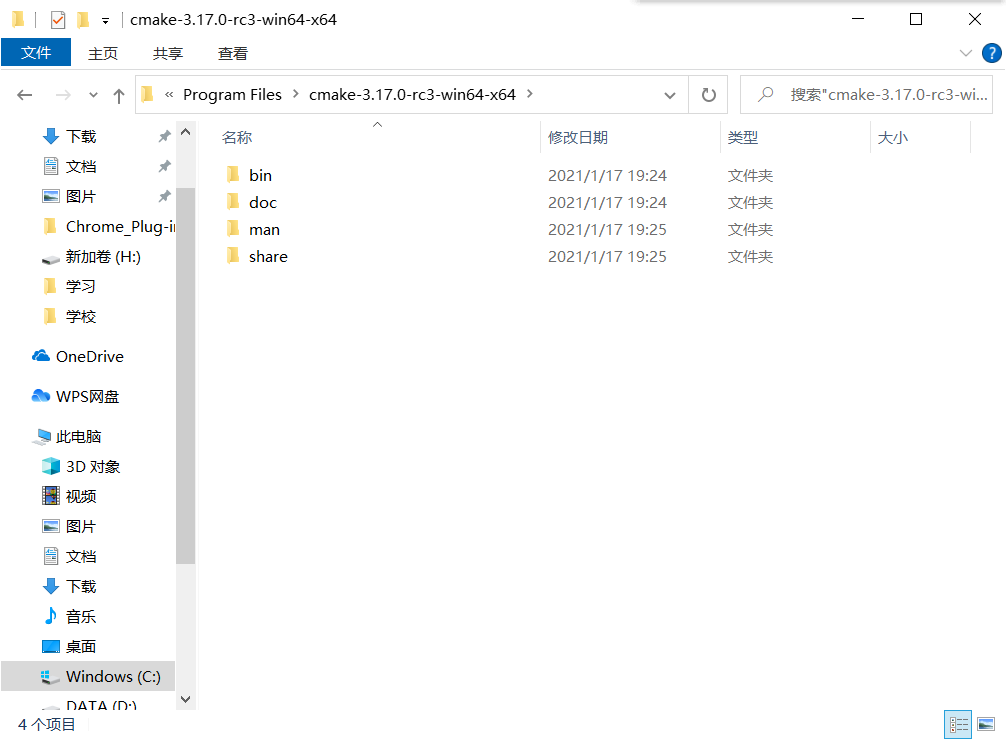 cmake-3.17.0-rc3-win64-x64
文件 主页 共享 查看
« Program Files > cmake-3.17.0-rc3-win64-x64 > 搜索"cmake-3.17.0-rc3-wi...
名称 修改日期 类型 大小
bin 2021/1/17 19:24 文件夹
doc 2021/1/17 19:24 文件夹
man 2021/1/17 19:25 文件夹
share 2021/1/17 19:25 文件夹
下载
文档
图片
Chrome_Plug-i
新加卷 (H:)
学习
学校
OneDrive
WPS网盘
此电脑
3D 对象
视频
图片
文档
下载
音乐
桌面
Windows (C:)
DATA (D:)
4 个项目